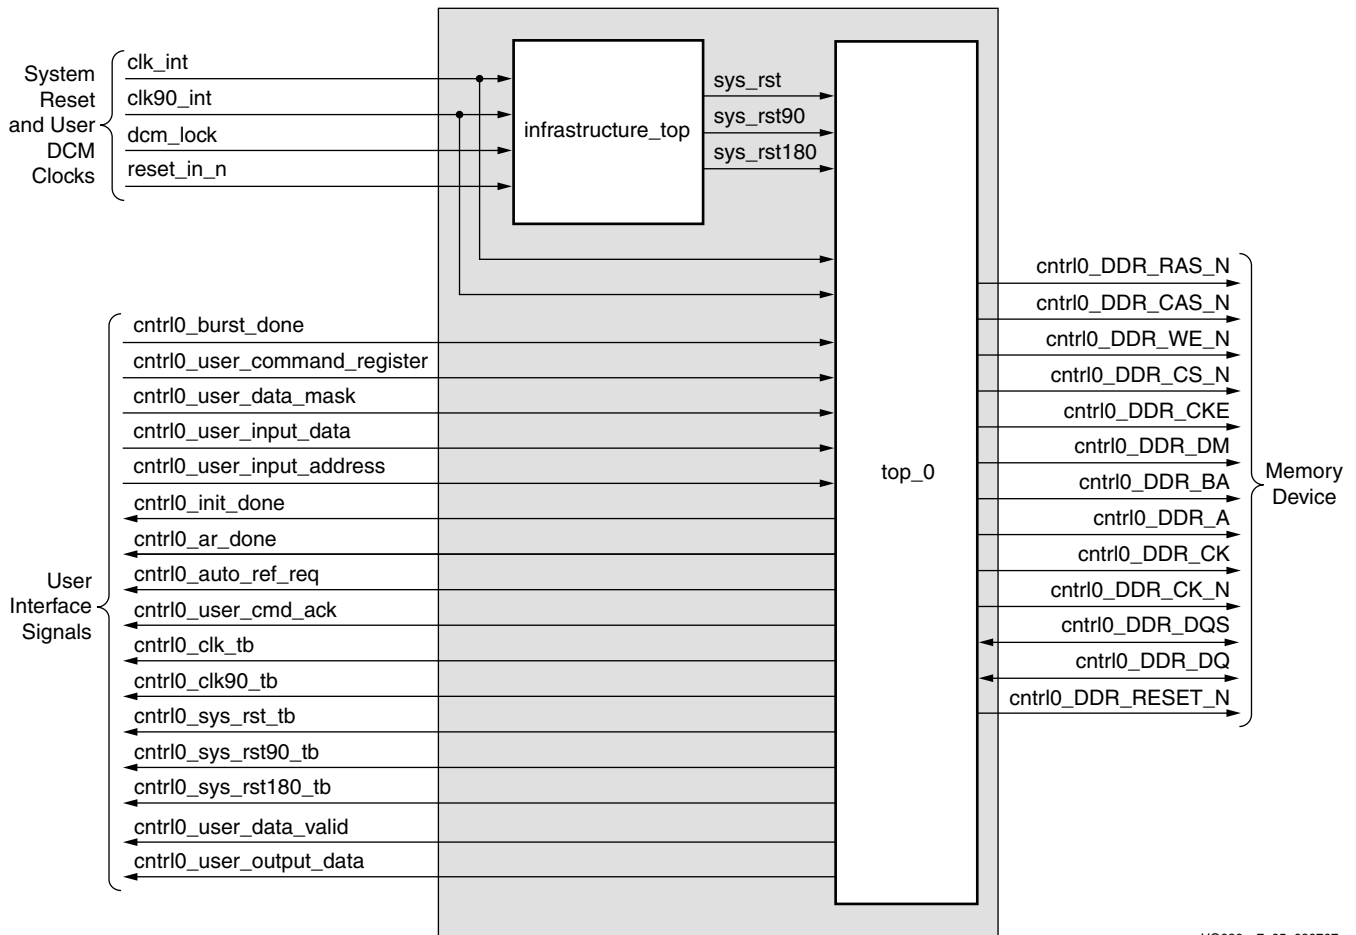 System
Reset
and User
DCM
Clocks
clk_int
clk90_int
dcm_lock
reset_in_n
infrastructure_top
sys_rst
sys_rst90
sys_rst180
top_0
User
Interface
Signals
cntrl0_burst_done
cntrl0_user_command_register
cntrl0_user_data_mask
cntrl0_user_input_data
cntrl0_user_input_address
cntrl0_init_done
cntrl0_ar_done
cntrl0_auto_ref_req
cntrl0_user_cmd_ack
cntrl0_clk_tb
cntrl0_clk90_tb
cntrl0_sys_rst_tb
cntrl0_sys_rst90_tb
cntrl0_sys_rst180_tb
cntrl0_user_data_valid
cntrl0_user_output_data
cntrl0_DDR_RAS_N
cntrl0_DDR_CAS_N
cntrl0_DDR_WE_N
cntrl0_DDR_CS_N
cntrl0_DDR_CKE
cntrl0_DDR_DM
cntrl0_DDR_BA
cntrl0_DDR_A
cntrl0_DDR_CK
cntrl0_DDR_CK_N
cntrl0_DDR_DQS
cntrl0_DDR_DQ
cntrl0_DDR_RESET_N
Memory
Device